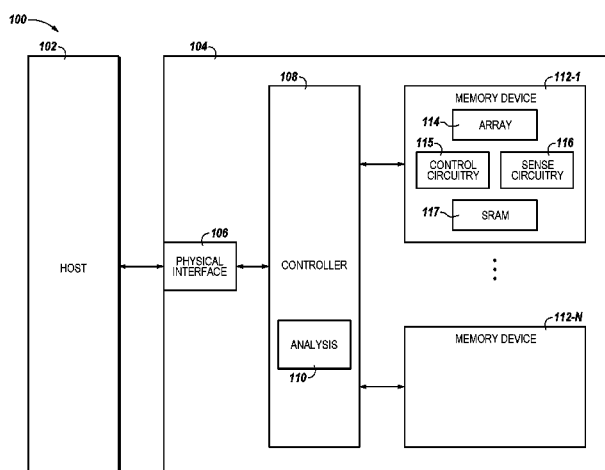 100
102
104
108
112-1
MEMORY DEVICE
114
ARRAY
115
116
CONTROL
CIRCUITRY
SENSE
CIRCUITRY
117
SRAM
106
PHYSICAL
INTERFACE
HOST
CONTROLLER
112-N
MEMORY DEVICE
ANALYSIS
110